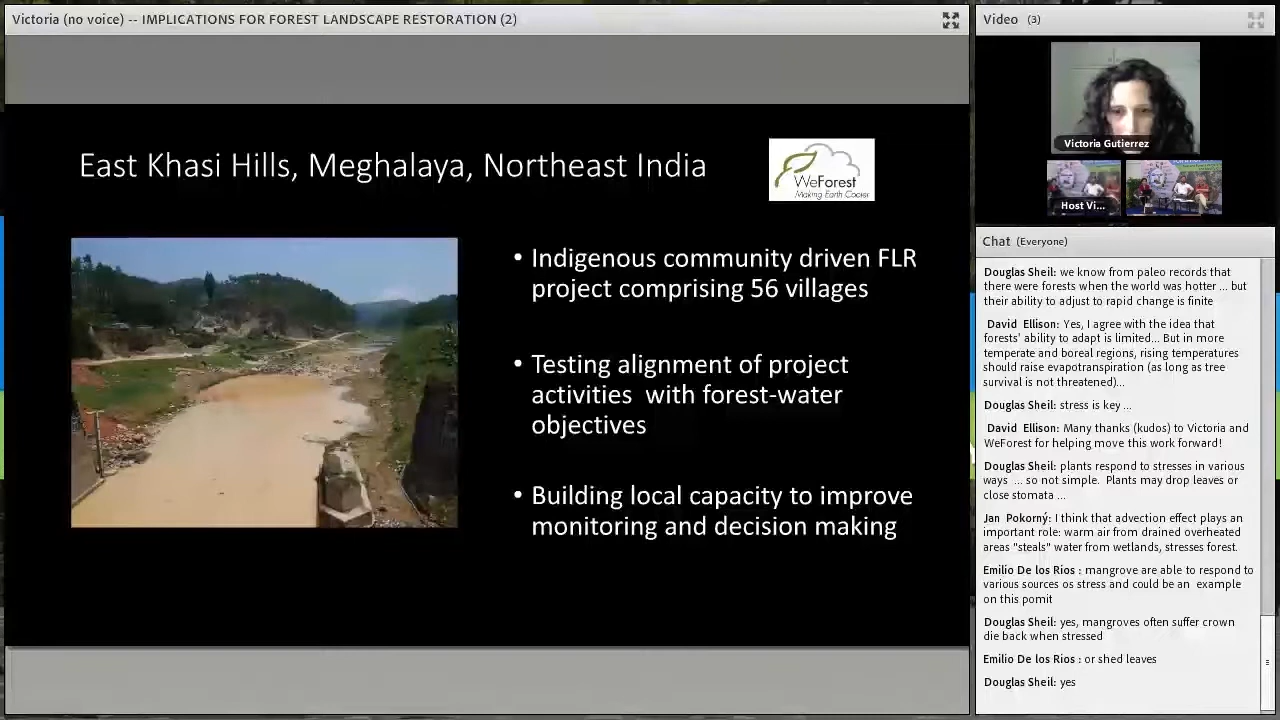 Victoria (no voice) -- IMPLICATIONS FOR FOREST LANDSCAPE RESTORATION (2)
East Khasi Hills, Meghalaya, Northeast India
WeForest
Making Earth Cooler
• Indigenous community driven FLR
project comprising 56 villages
• Testing alignment of project
activities with forest-water
objectives
• Building local capacity to improve
monitoring and decision making
Video (3)
Victoria Gutierrez
Host Vi...
Chat (Everyone)
Douglas Sheil: we know from paleo records that
there were forests when the world was hotter ... but
their ability to adjust to rapid change is finite
David Ellison: Yes, I agree with the idea that
forests' ability to adapt is limited... But in more
temperate and boreal regions, rising temperatures
should raise evapotranspiration (as long as tree
survival is not threatened)...
Douglas Sheil: stress is key ...
David Ellison: Many thanks (kudos) to Victoria and
WeForest for helping move this work forward!
Douglas Sheil: plants respond to stresses in various
ways ... so not simple. Plants may drop leaves or
close stomata ...
Jan Pokorný: I think that advection effect plays an
important role: warm air from drained overheated
areas "steals" water from wetlands, stresses forest.
Emilio De los Rios : mangrove are able to respond to
various sources os stress and could be an example
on this pomit
Douglas Sheil: yes, mangroves often suffer crown
die back when stressed
Emilio De los Rios : or shed leaves
Douglas Sheil: yes